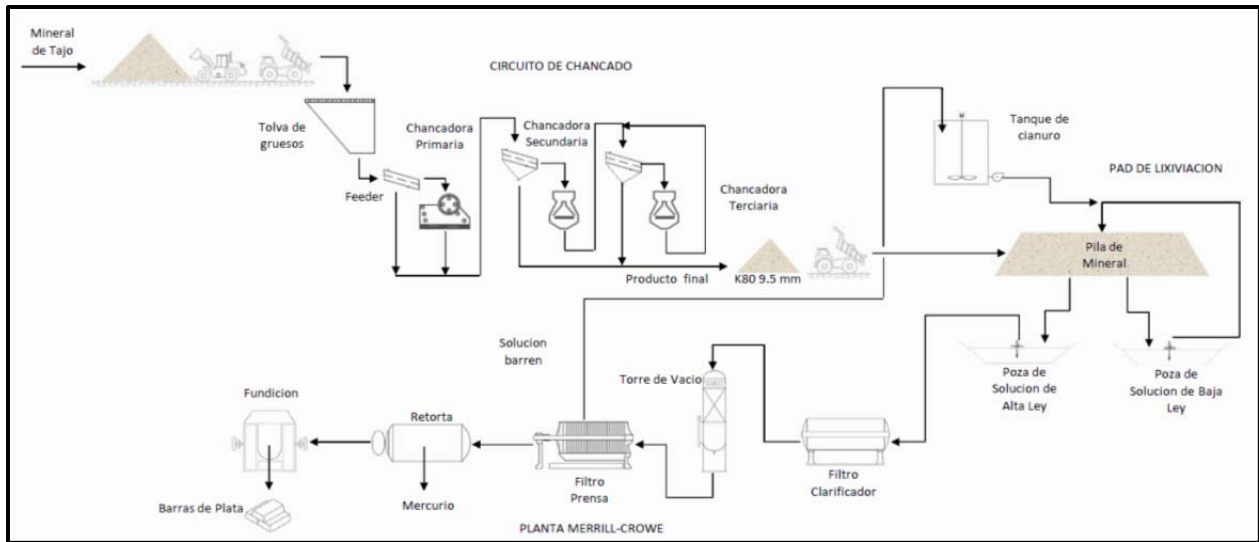 Mineral
de Tajo
CIRCUITO DE CHANCADO
Tolva de
gruesos
Chancadora
Primaria
Chancadora
Secundaria
Feeder
Chancadora
Terciaria
Producto final
K80 9.5 mm
M
Tanque de
cianuro
PAD DE LIXIVIACION
Pila de
Mineral
Solucion
barren
Poza de
Solucion de
Alta Ley
Poza de
Solucion de Baja
Ley
Torre de Vacio
Fundicion
Retorta
Filtro
Prensa
Filtro
Clarificador
Barras de Plata
Mercurio
PLANTA MERRILL-CROWE